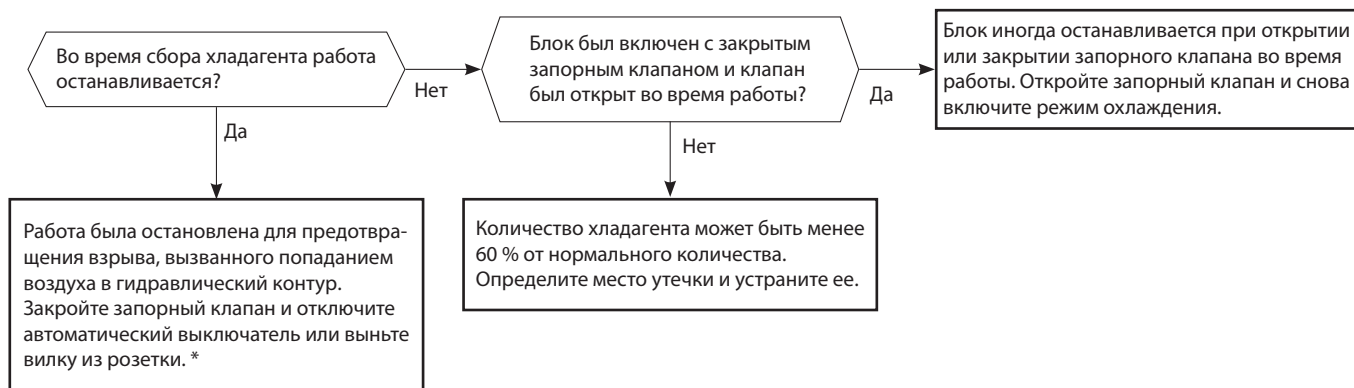 Во время сбора хладагента работа
останавливается?
Нет
Да
Блок был включен с закрытым
запорным клапаном и клапан
был открыт во время работы?
Да
Нет
Блок иногда останавливается при открытии
или закрытии запорного клапана во время
работы. Откройте запорный клапан и снова
включите режим охлаждения.
Работа была остановлена для предотвра-
щения взрыва, вызванного попаданием
воздуха в гидравлический контур.
Закройте запорный клапан и отключите
автоматический выключатель или выньте
вилку из розетки. *
Количество хладагента может быть менее
60 % от нормального количества.
Определите место утечки и устраните ее.